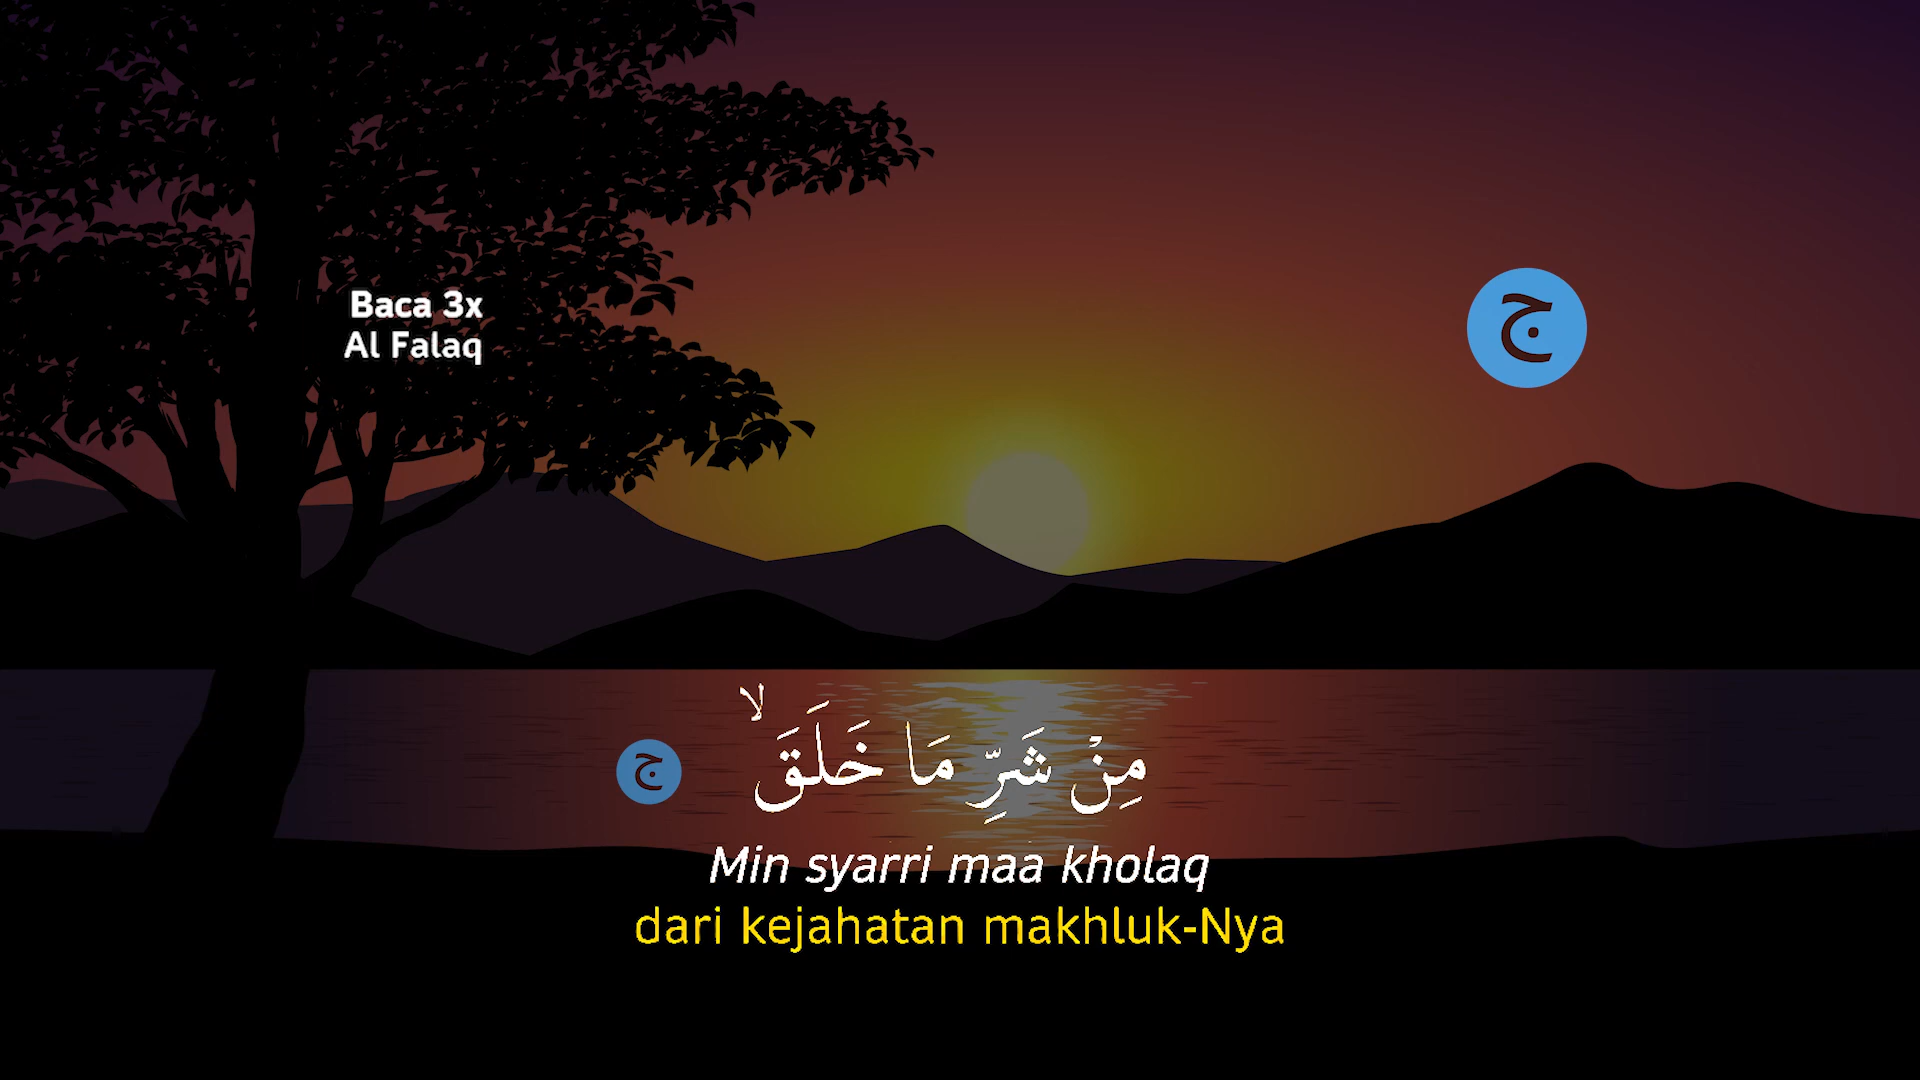 Baca 3x
Al Falaq
ج
مِنْ شَرِّ مَا خَلَقَۙ
ج
Min syarri maa kholaq
dari kejahatan makhluk-Nya